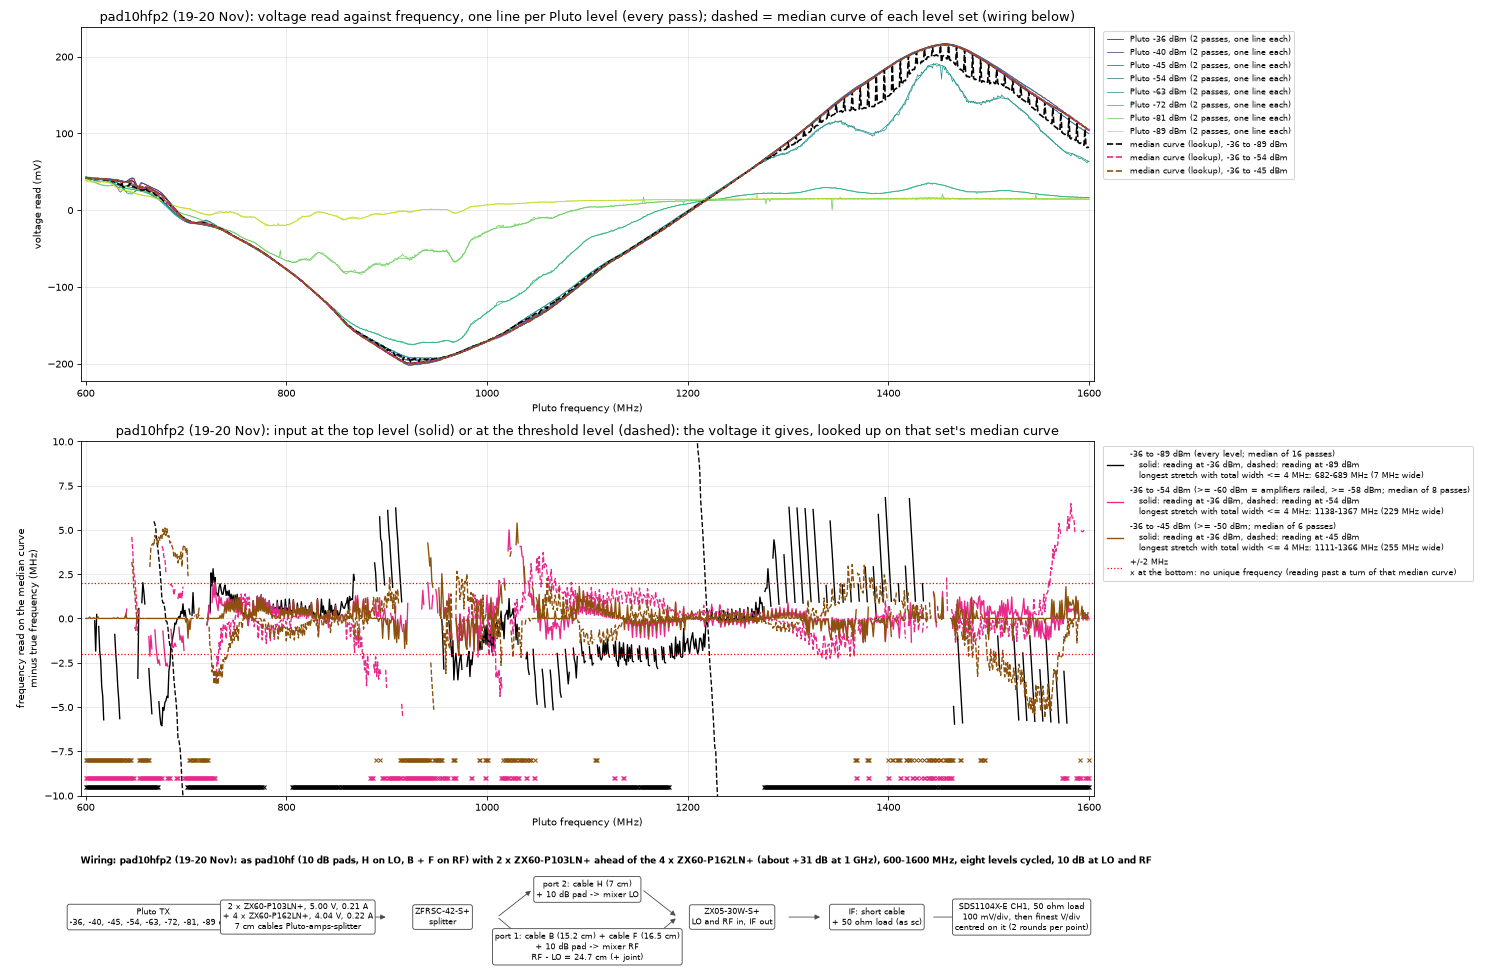 pad10hfp2 (19-20 Nov): voltage read against frequency, one line per Pluto level (every pass); dashed = median curve of each level set (wiring below)
voltage read (mV)
200
100
0
−100
−200
600
800
1000
1200
1400
1600
Pluto frequency (MHz)
Pluto -36 dBm (2 passes, one line each)
Pluto -40 dBm (2 passes, one line each)
Pluto -45 dBm (2 passes, one line each)
Pluto -54 dBm (2 passes, one line each)
Pluto -63 dBm (2 passes, one line each)
Pluto -72 dBm (2 passes, one line each)
Pluto -81 dBm (2 passes, one line each)
Pluto -89 dBm (2 passes, one line each)
median curve (lookup), -36 to -89 dBm
median curve (lookup), -36 to -54 dBm
median curve (lookup), -36 to -45 dBm
pad10hfp2 (19-20 Nov): input at the top level (solid) or at the threshold level (dashed): the voltage it gives, looked up on that set's median curve
frequency read on the median curve
minus true frequency (MHz)
10.0
7.5
5.0
2.5
0.0
−2.5
−5.0
−7.5
−10.0
600
800
1000
1200
1400
1600
Pluto frequency (MHz)
-36 to -89 dBm (every level; median of 16 passes)
solid: reading at -36 dBm, dashed: reading at -89 dBm
longest stretch with total width <= 4 MHz: 682-689 MHz (7 MHz wide)
-36 to -54 dBm (>= -60 dBm = amplifiers railed, >= -58 dBm; median of 8 passes)
solid: reading at -36 dBm, dashed: reading at -54 dBm
longest stretch with total width <= 4 MHz: 1138-1367 MHz (229 MHz wide)
-36 to -45 dBm (>= -50 dBm; median of 6 passes)
solid: reading at -36 dBm, dashed: reading at -45 dBm
longest stretch with total width <= 4 MHz: 1111-1366 MHz (255 MHz wide)
+/-2 MHz
x at the bottom: no unique frequency (reading past a turn of that median curve)
Wiring: pad10hfp2 (19-20 Nov): as pad10hf (10 dB pads, H on LO, B + F on RF) with 2 x ZX60-P103LN+ ahead of the 4 x ZX60-P162LN+ (about +31 dB at 1 GHz), 600-1600 MHz, eight levels cycled, 10 dB at LO and RF
Pluto TX
-36, -40, -45, -54, -63, -72, -81, -89
2 x ZX60-P103LN+, 5.00 V, 0.21 A
+ 4 x ZX60-P162LN+, 4.04 V, 0.22 A
7 cm cables Pluto-amps-splitter
ZFRSC-42-S+
splitter
port 2: cable H (7 cm)
+ 10 dB pad -> mixer LO
port 1: cable B (15.2 cm) + cable F (16.5 cm)
+ 10 dB pad -> mixer RF
RF - LO = 24.7 cm (+ joint)
ZX05-30W-S+
LO and RF in, IF out
IF: short cable
+ 50 ohm load (as sc)
SDS1104X-E CH1, 50 ohm load
100 mV/div, then finest V/div
centred on it (2 rounds per point)